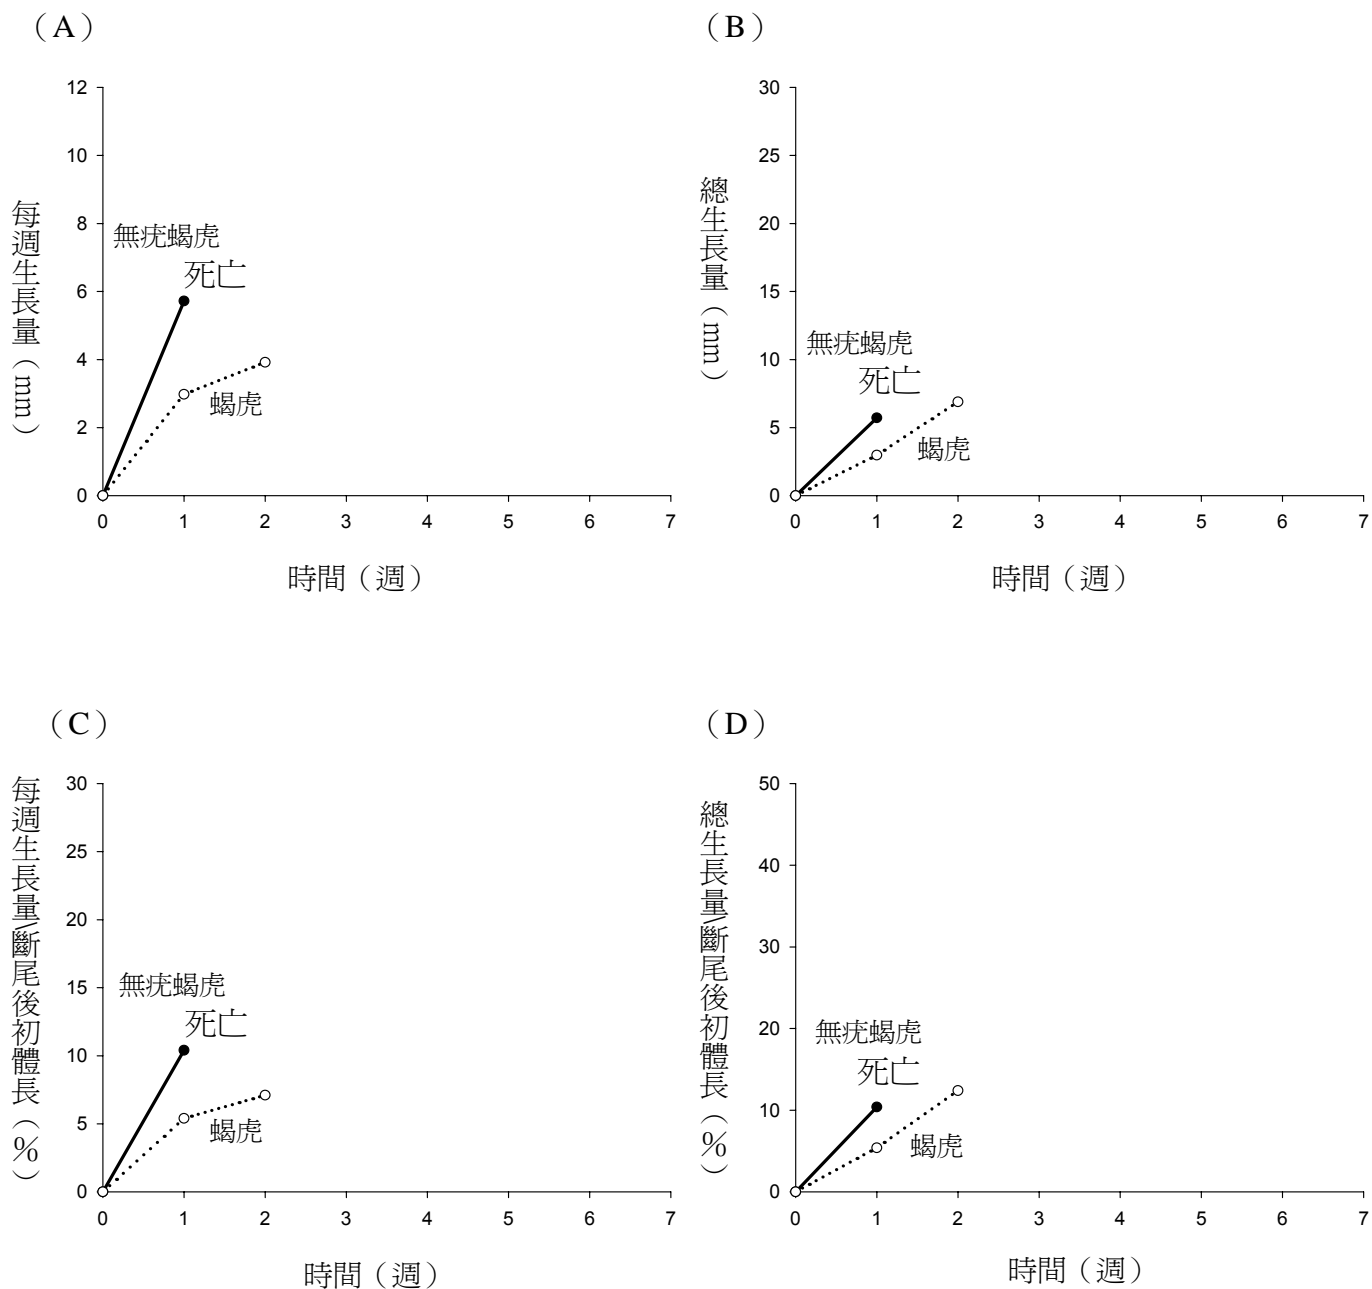 （A）
12
10
8
6
4
2
0
每週生長量（mm）
無疣蝎虎
死亡
蝎虎
0 1 2 3 4 5 6 7
時間（週）
（B）
30
25
20
15
10
5
0
總生長量（mm）
無疣蝎虎
死亡
蝎虎
0 1 2 3 4 5 6 7
時間（週）
（C）
30
25
20
15
10
5
0
每週生長量\斷尾後初體長（%）
無疣蝎虎
死亡
蝎虎
0 1 2 3 4 5 6 7
時間（週）
（D）
50
40
30
20
10
0
總生長量\斷尾後初體長（%）
無疣蝎虎
死亡
蝎虎
0 1 2 3 4 5 6 7
時間（週）